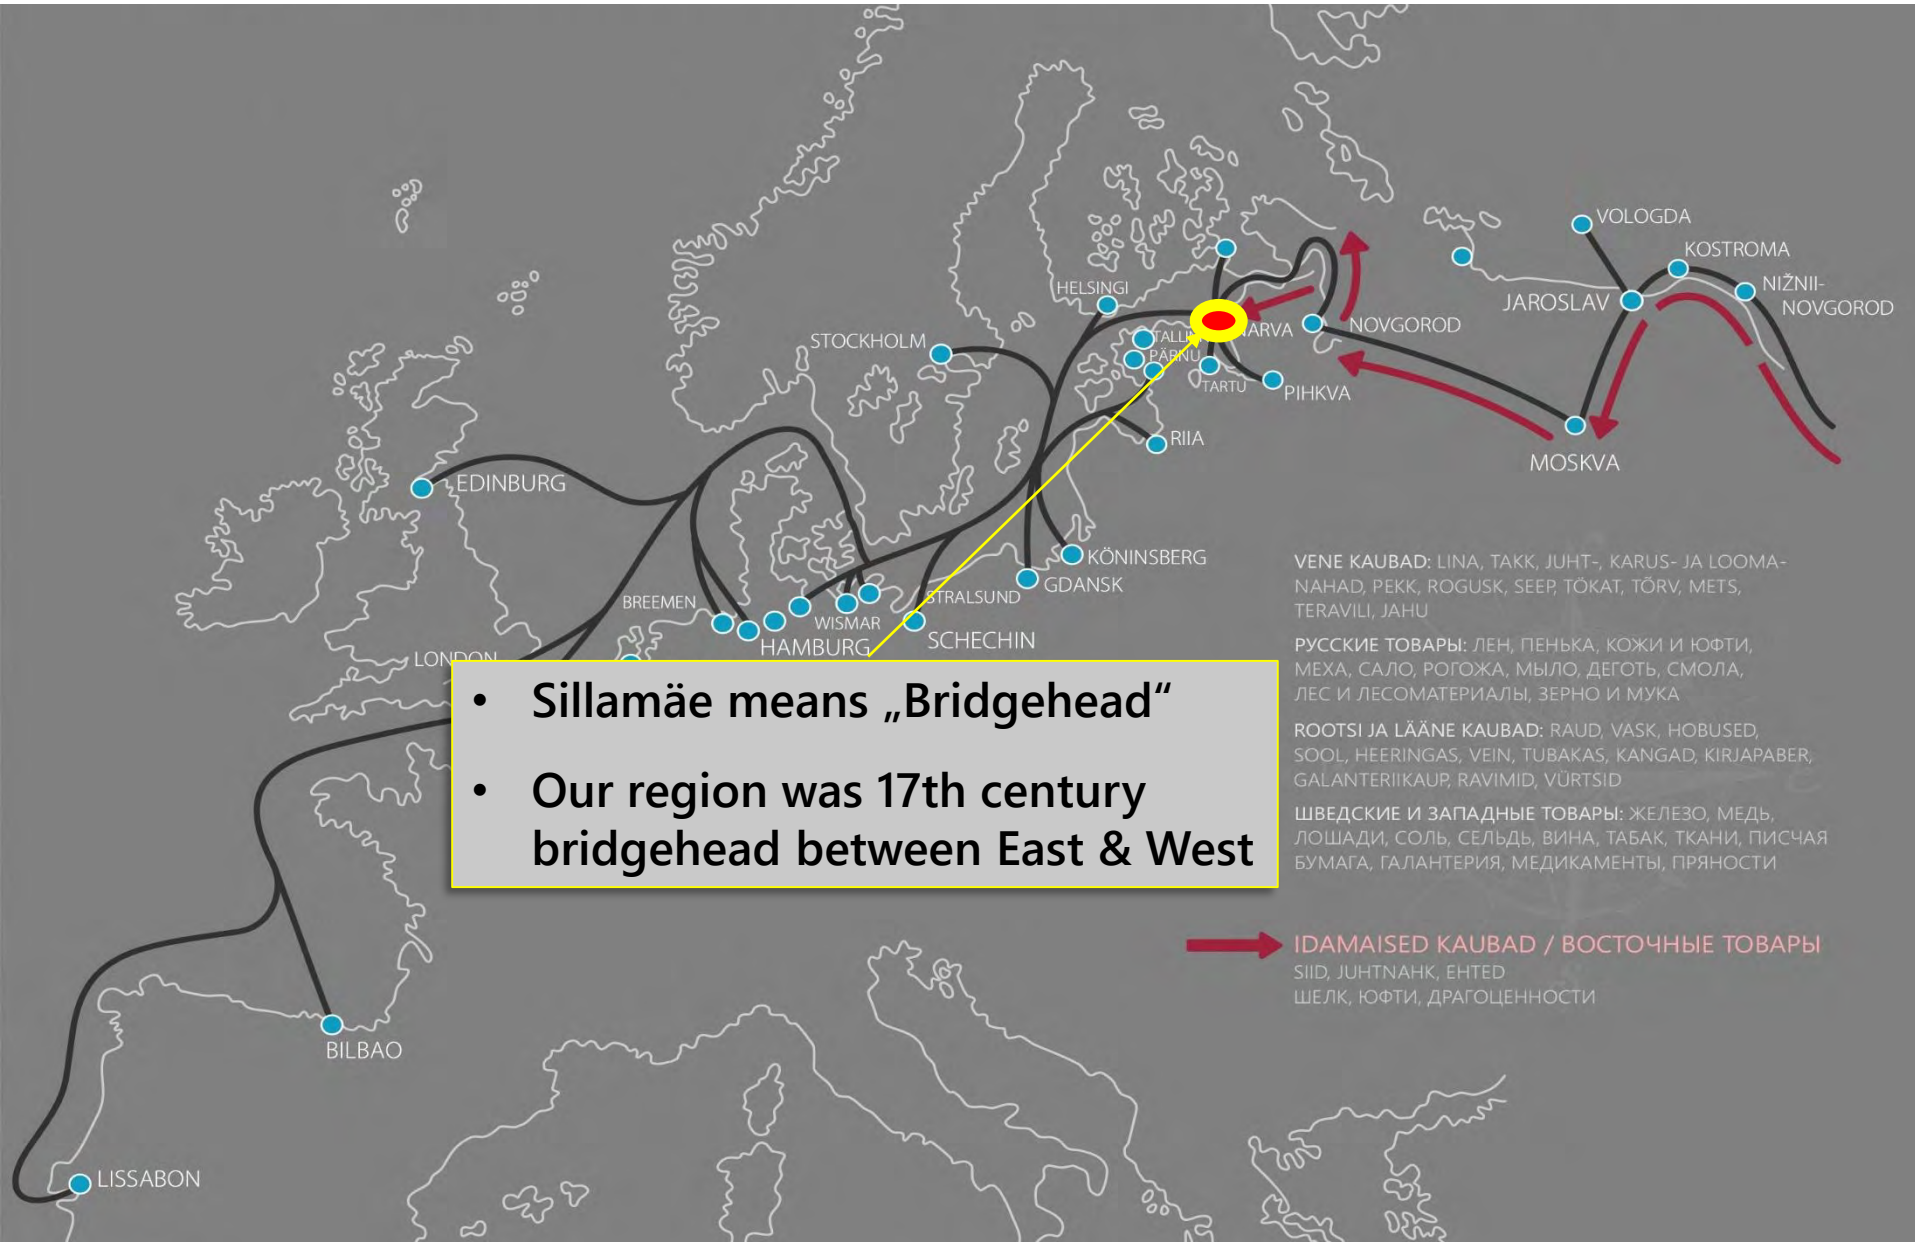 VOLOGDA
KOSTROMA
NIŽNII-
NOVGOROD
JAROSLAV
HELSINGI
NOVGOROD
STOCKHOLM
PÄRNU
TARTU
PIHKVA
RIIA
MOSKVA
EDINBURG
KÖNINSBERG
GDANSK
BREEMEN
STRALSUND
WISMAR
HAMBURG
SCHECHIN
LONDON
• Sillamäe means „Bridgehead“
• Our region was 17th century
bridgehead between East & West
VENE KAUBAD: LINA, TAKK, JUHT-, KARUS- JA LOOMA-
NAHAD, PEKK, ROGUSK, SEEP, TÖKAT, TÕRV, METS,
TERAVILI, JAHU
РУССКИЕ ТОВАРЫ: ЛЕН, ПЕНЬКА, КОЖИ И ЮФТИ,
МЕХА, САЛО, РОГОЖА, МЫЛО, ДЕГОТЬ, СМОЛА,
ЛЕС И ЛЕСОМАТЕРИАЛЫ, ЗЕРНО И МУКА
ROOTSI JA LÄÄNE KAUBAD: RAUD, VASK, HOBUSED,
SOOL, HEERINGAS, VEIN, TUBAKAS, KANGAD, KIRJAPABER,
GALANTERIIKAUP, RAVIMID, VÜRTSID
ШВЕДСКИЕ И ЗАПАДНЫЕ ТОВАРЫ: ЖЕЛЕЗО, МЕДЬ,
ЛОШАДИ, СОЛЬ, СЕЛЬДЬ, ВИНА, ТАБАК, ТКАНИ, ПИСЧАЯ
БУМАГА, ГАЛАНТЕРИЯ, МЕДИКАМЕНТЫ, ПРЯНОСТИ
IDAMAISED KAUBAD / ВОСТОЧНЫЕ ТОВАРЫ
SIID, JUHTNAHK, EHTED
ШЕЛК, ЮФТИ, ДРАГОЦЕННОСТИ
BILBAO
LISSABON